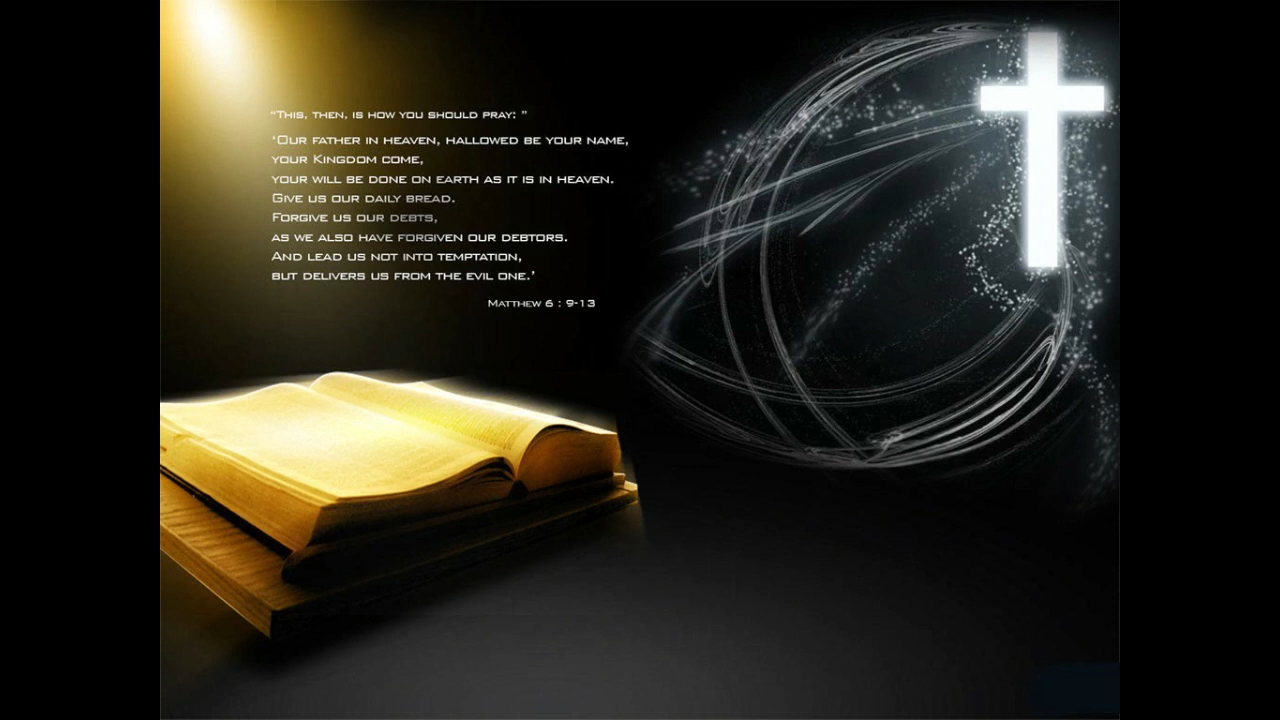 "This, then, is how you should pray: "
'Our father in heaven, hallowed be your name,
your Kingdom come,
your will be done on earth as it is in heaven.
Give us our daily bread.
Forgive us our debts,
as we also have forgiven our debtors.
And lead us not into temptation,
but delivers us from the evil one.'
Matthew 6 : 9-13